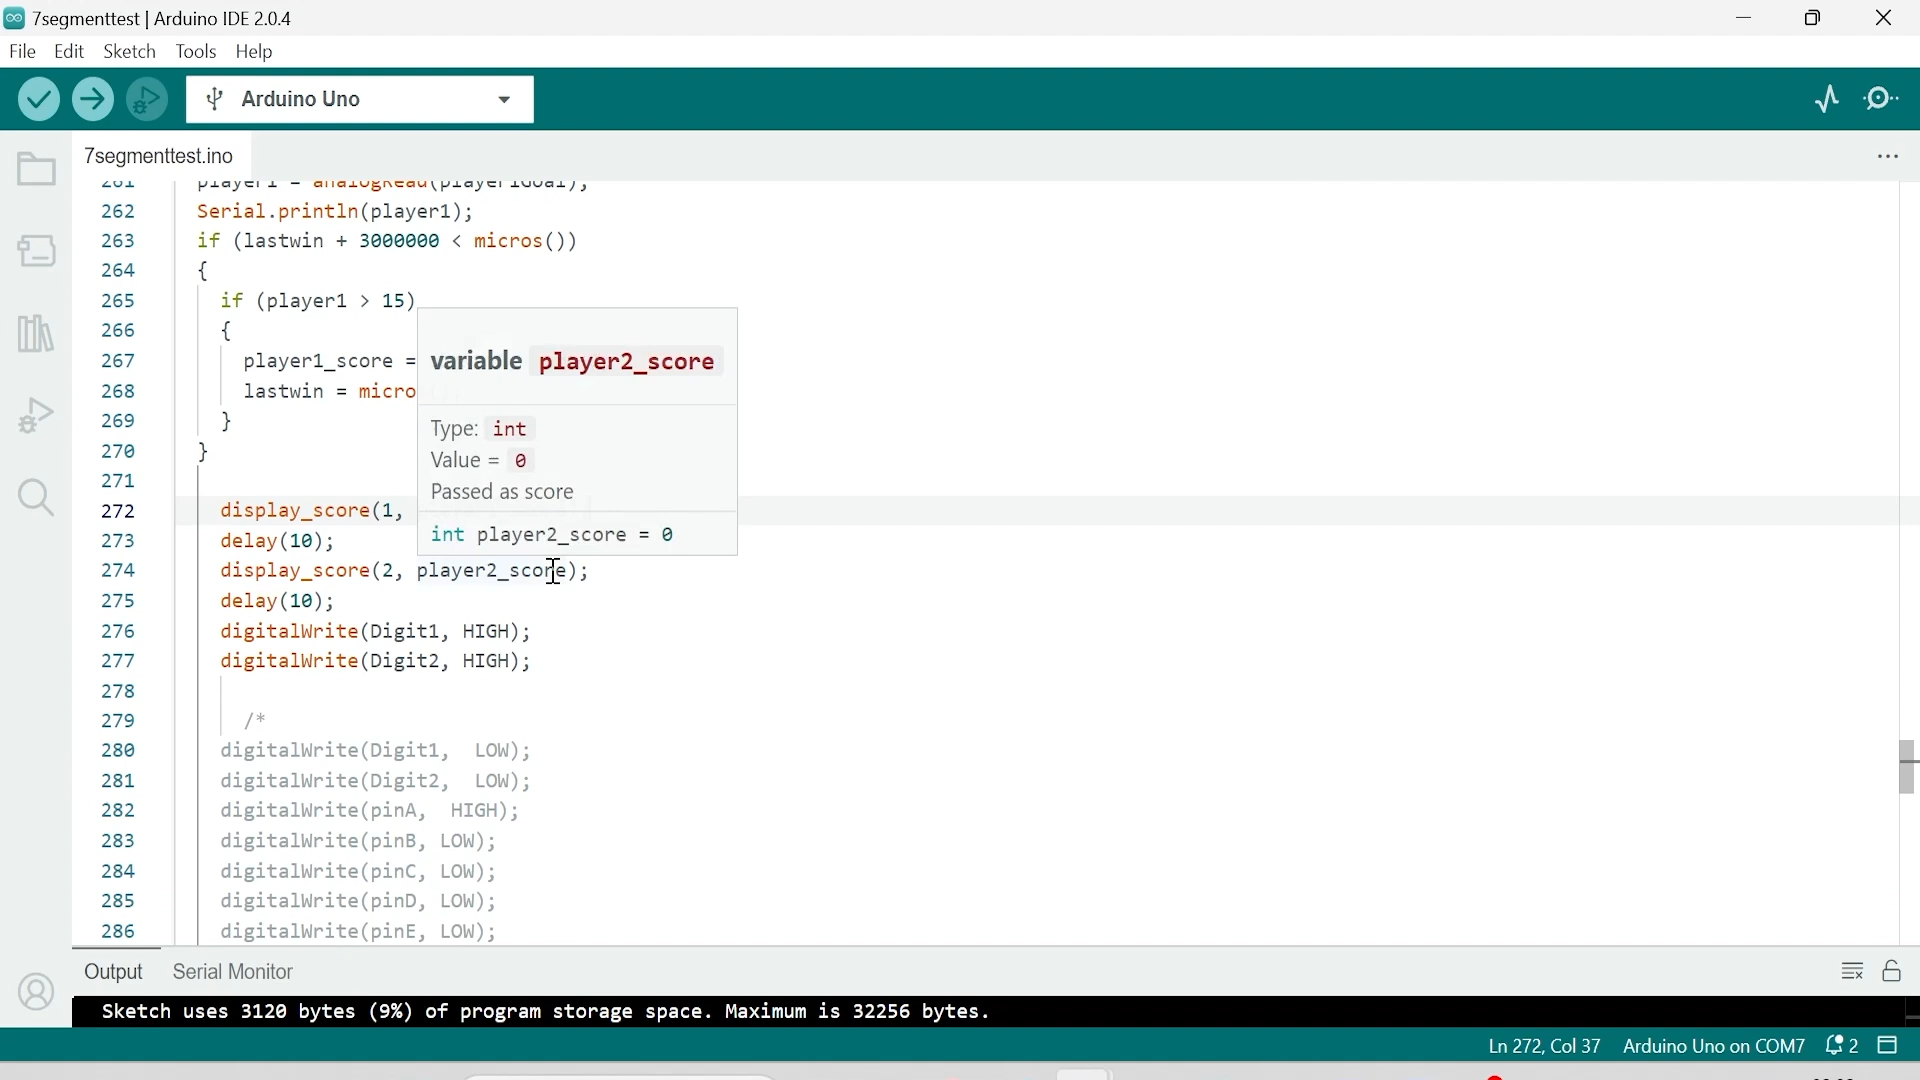 7segmenttest | Arduino IDE 2.0.4
File Edit Sketch Tools Help
Arduino Uno
7segmenttest.ino
261 player1 = analogRead(player1Goal);
262 Serial.println(player1);
263 if (lastwin + 3000000 < micros())
264 {
265 if (player1 > 15)
266 {
267 player1_score =
268 lastwin = micro
269 }
270 }
271
272 display_score(1,
273 delay(10);
274 display_score(2, player2_score);
275 delay(10);
276 digitalWrite(Digit1, HIGH);
277 digitalWrite(Digit2, HIGH);
278
279 /*
280 digitalWrite(Digit1, LOW);
281 digitalWrite(Digit2, LOW);
282 digitalWrite(pinA, HIGH);
283 digitalWrite(pinB, LOW);
284 digitalWrite(pinC, LOW);
285 digitalWrite(pinD, LOW);
286 digitalWrite(pinE, LOW);
variable player2_score
Type: int
Value = 0
Passed as score
int player2_score = 0
Output Serial Monitor
Sketch uses 3120 bytes (9%) of program storage space. Maximum is 32256 bytes.
Ln 272, Col 37 Arduino Uno on COM7 2